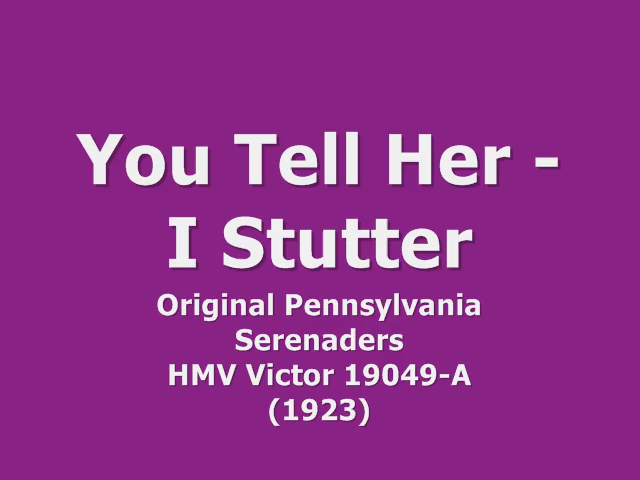 You Tell Her -
I Stutter
Original Pennsylvania
Serenaders
HMV Victor 19049-A
(1923)